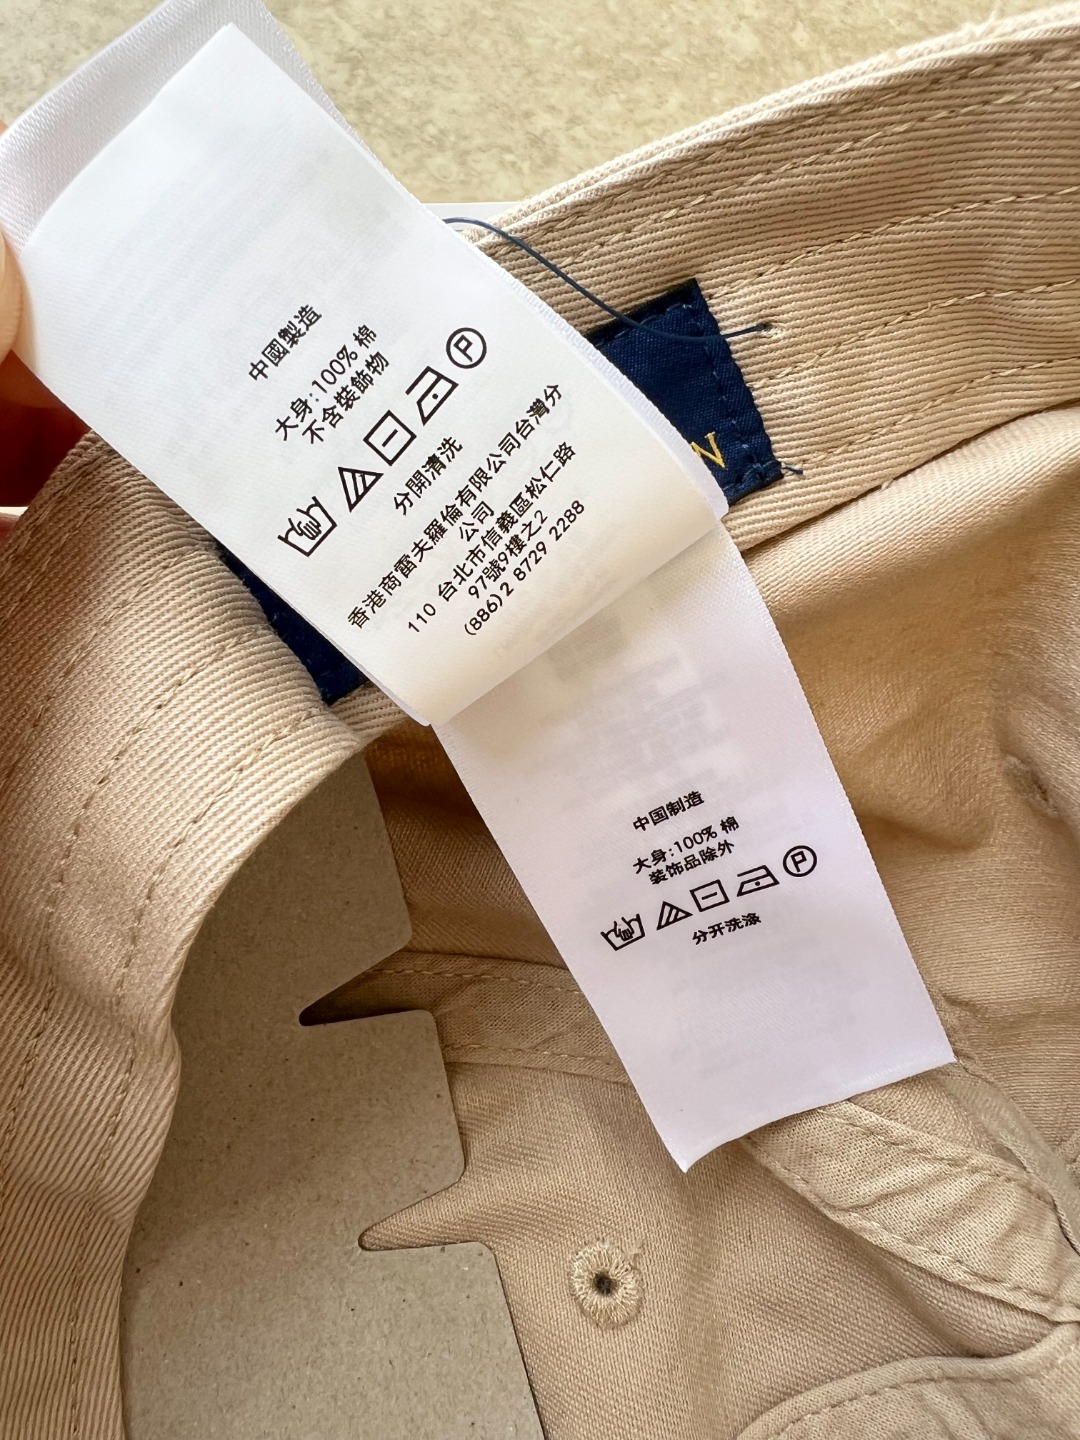 中國製造
大身:100% 棉
不含裝飾物
P
分開清洗
香港商雷夫羅倫有限公司台灣分
公司
110 台北市信義區松仁路
97號9樓之2
(886)2 8729 2288
N
中国制造
大身:100% 棉
装饰品除外
P
分开洗涤